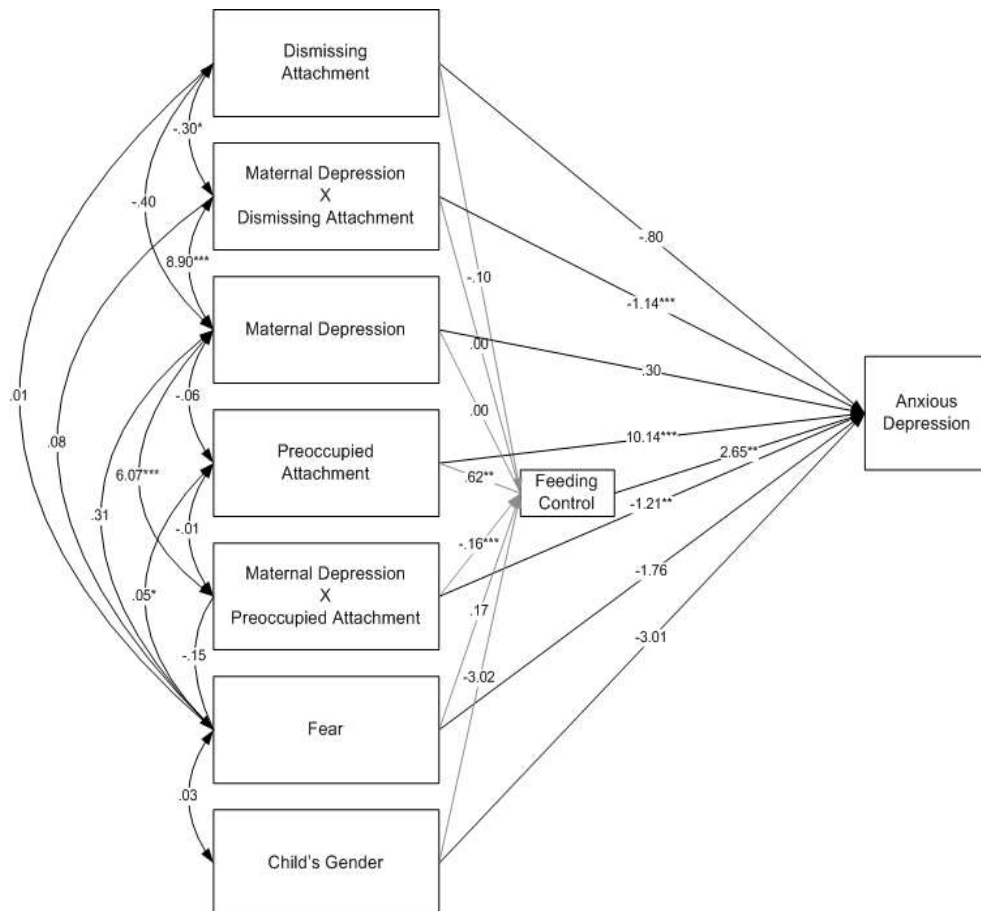 Dismissing
Attachment
-.30*
Maternal Depression
X
Dismissing Attachment
-.40
-.80
8.90***
-.10
Maternal Depression
-1.14***
.00
.30
.01
-.06
.00
Anxious
Depression
.08
Preoccupied
Attachment
10.14***
2.65**
6.07***
.62**
Feeding
Control
-1.21**
.31
-.01
-.16***
Maternal Depression
X
Preoccupied Attachment
-1.76
.05*
.17
-3.01
-.15
-3.02
Fear
.03
Child's Gender